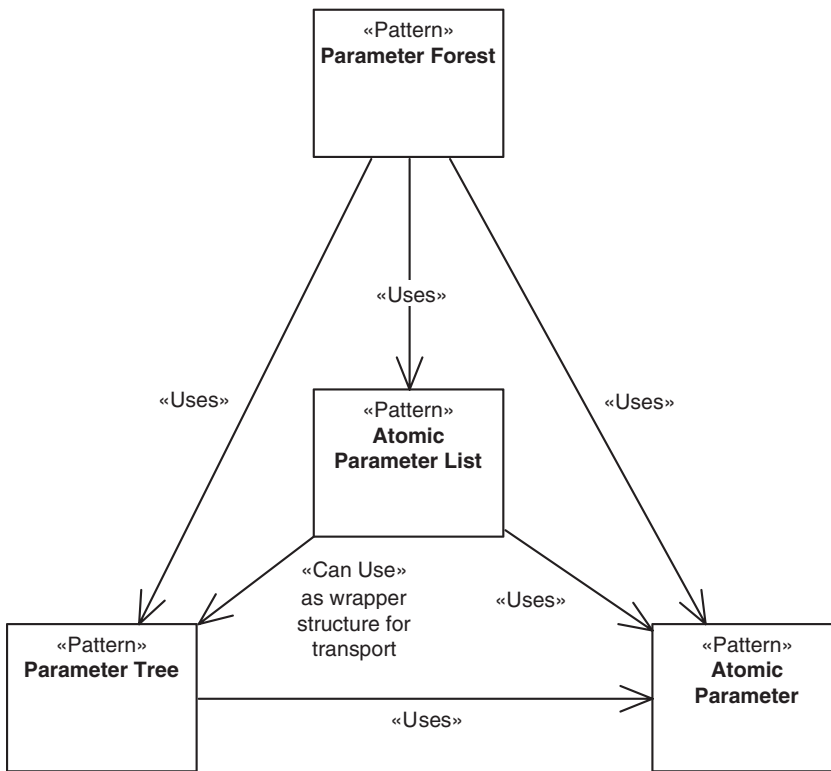 «Pattern»
Parameter Forest
«Uses»
«Uses»
«Uses»
«Pattern»
Atomic
Parameter List
«Can Use»
as wrapper
structure for
transport
«Uses»
«Pattern»
Parameter Tree
«Uses»
«Pattern»
Atomic
Parameter